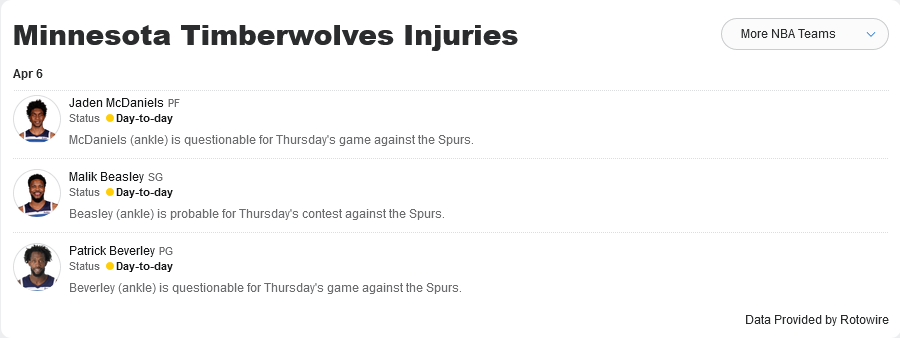 Minnesota Timberwolves Injuries
More NBA Teams
Apr 6
Jaden McDaniels PF
Status Day-to-day
McDaniels (ankle) is questionable for Thursday's game against the Spurs.
Malik Beasley SG
Status Day-to-day
Beasley (ankle) is probable for Thursday's contest against the Spurs.
Patrick Beverley PG
Status Day-to-day
Beverley (ankle) is questionable for Thursday's game against the Spurs.
Data Provided by Rotowire